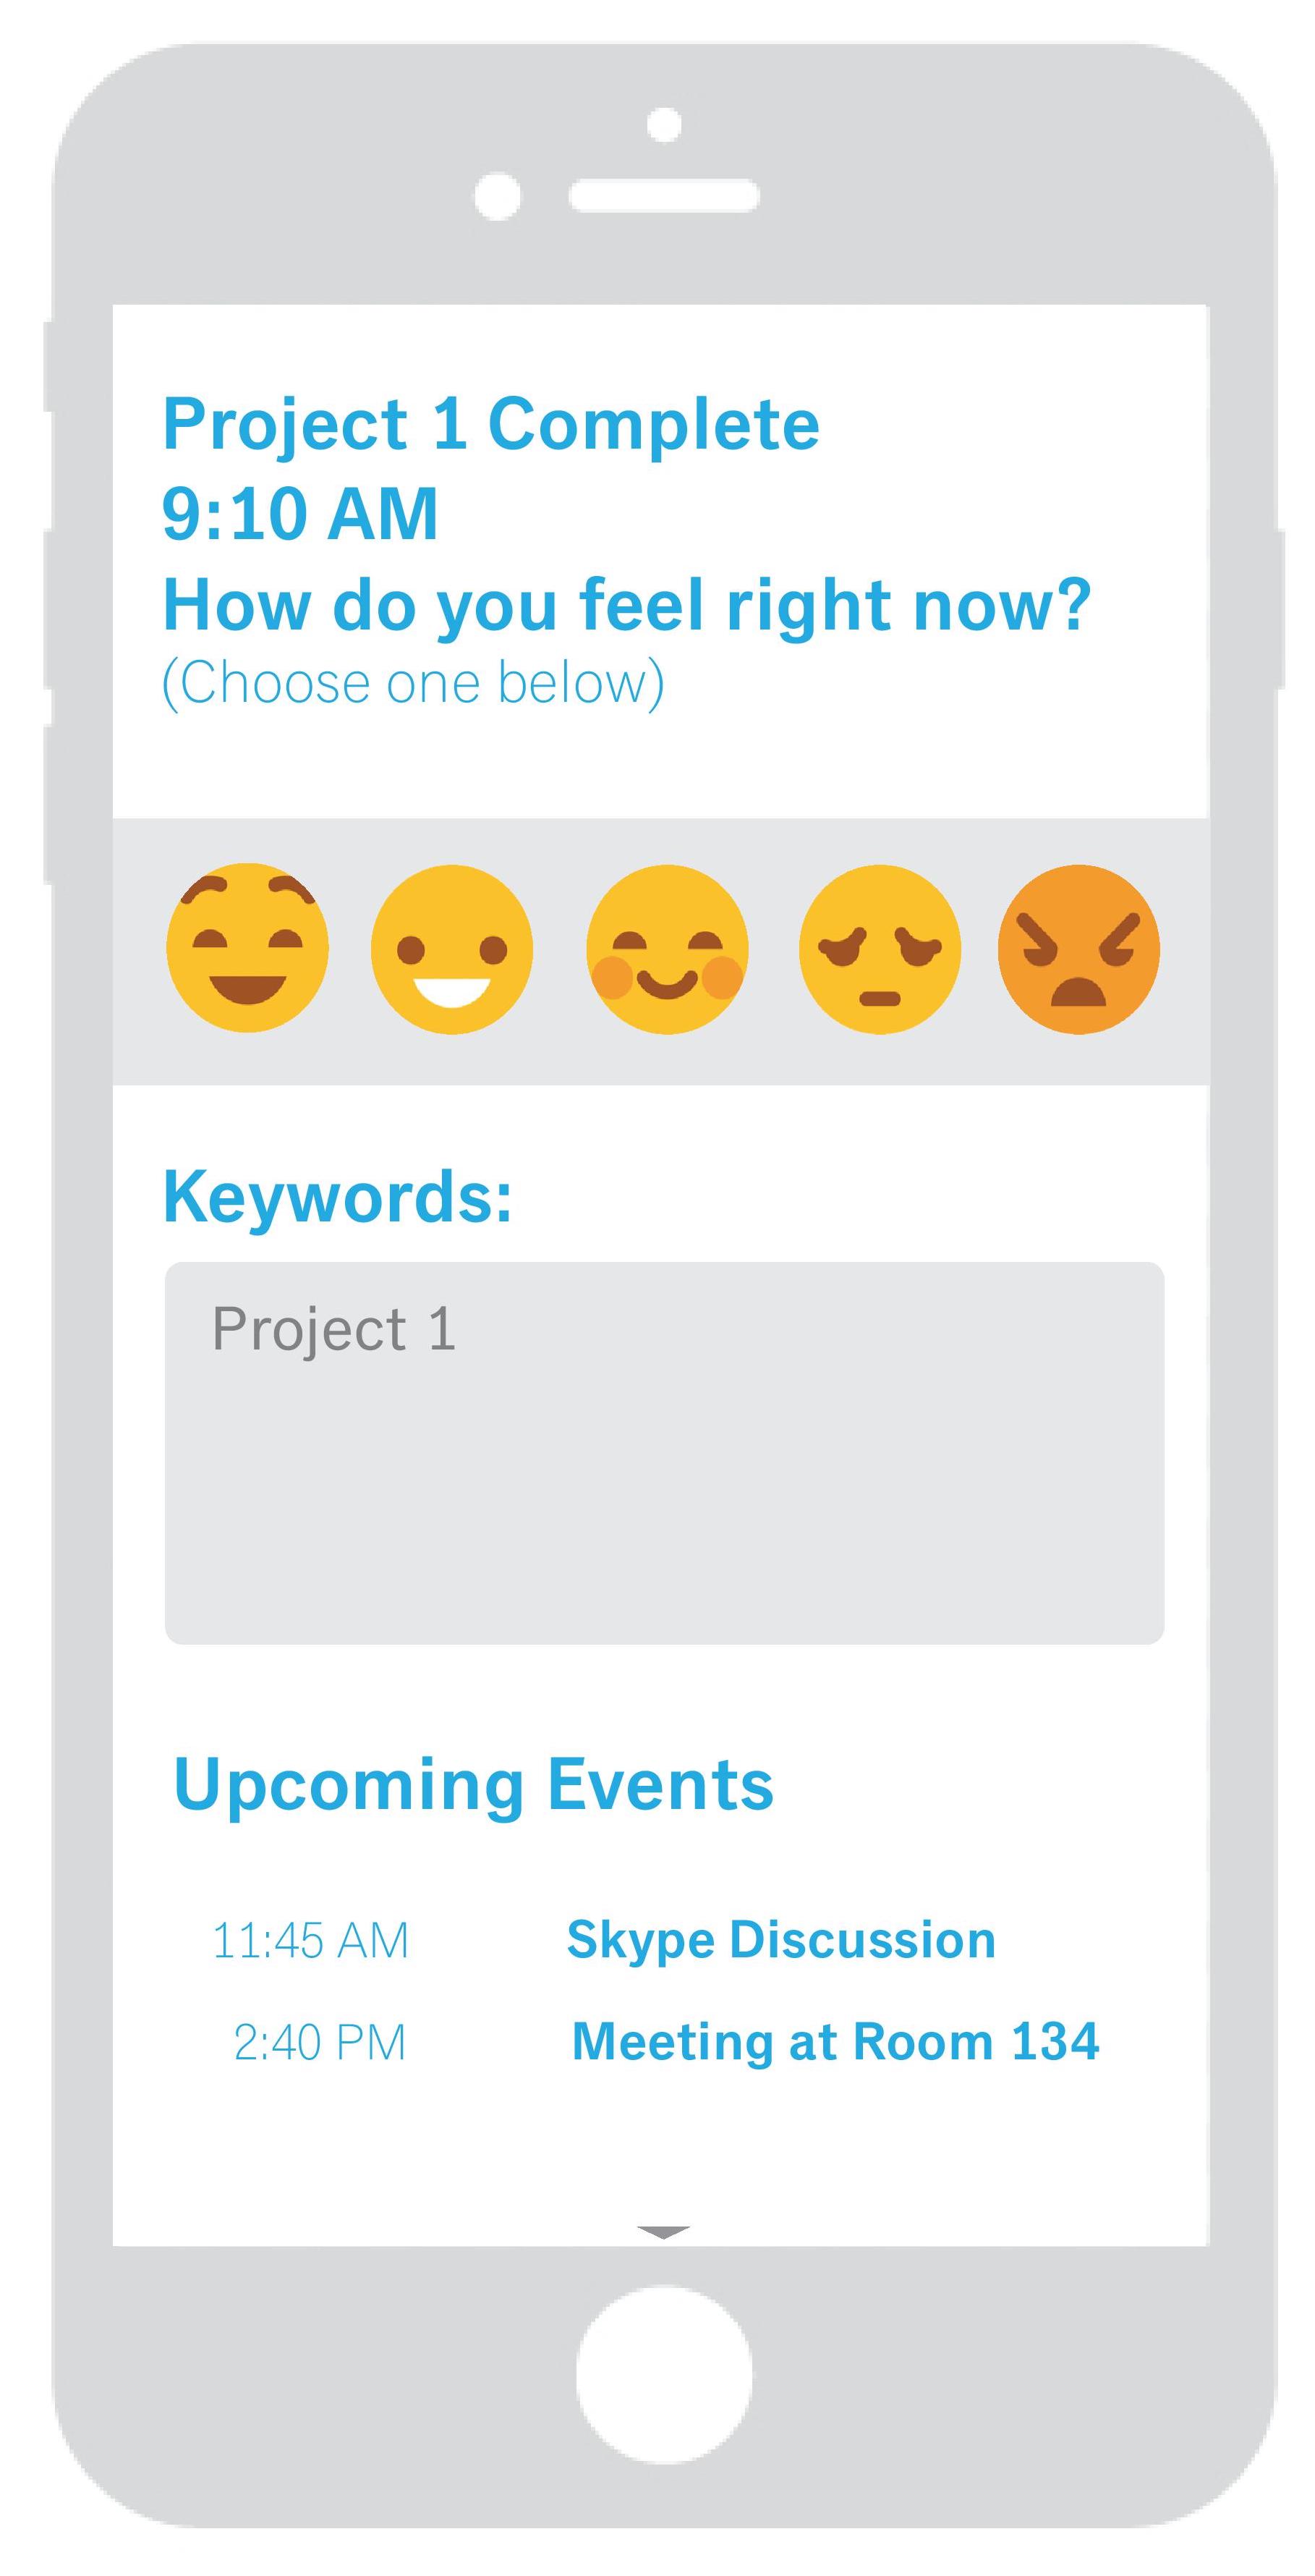 Project 1 Complete
9:10 AM
How do you feel right now?
(Choose one below)
Keywords:
Project 1
Upcoming Events
11:45 AM Skype Discussion
2:40 PM Meeting at Room 134